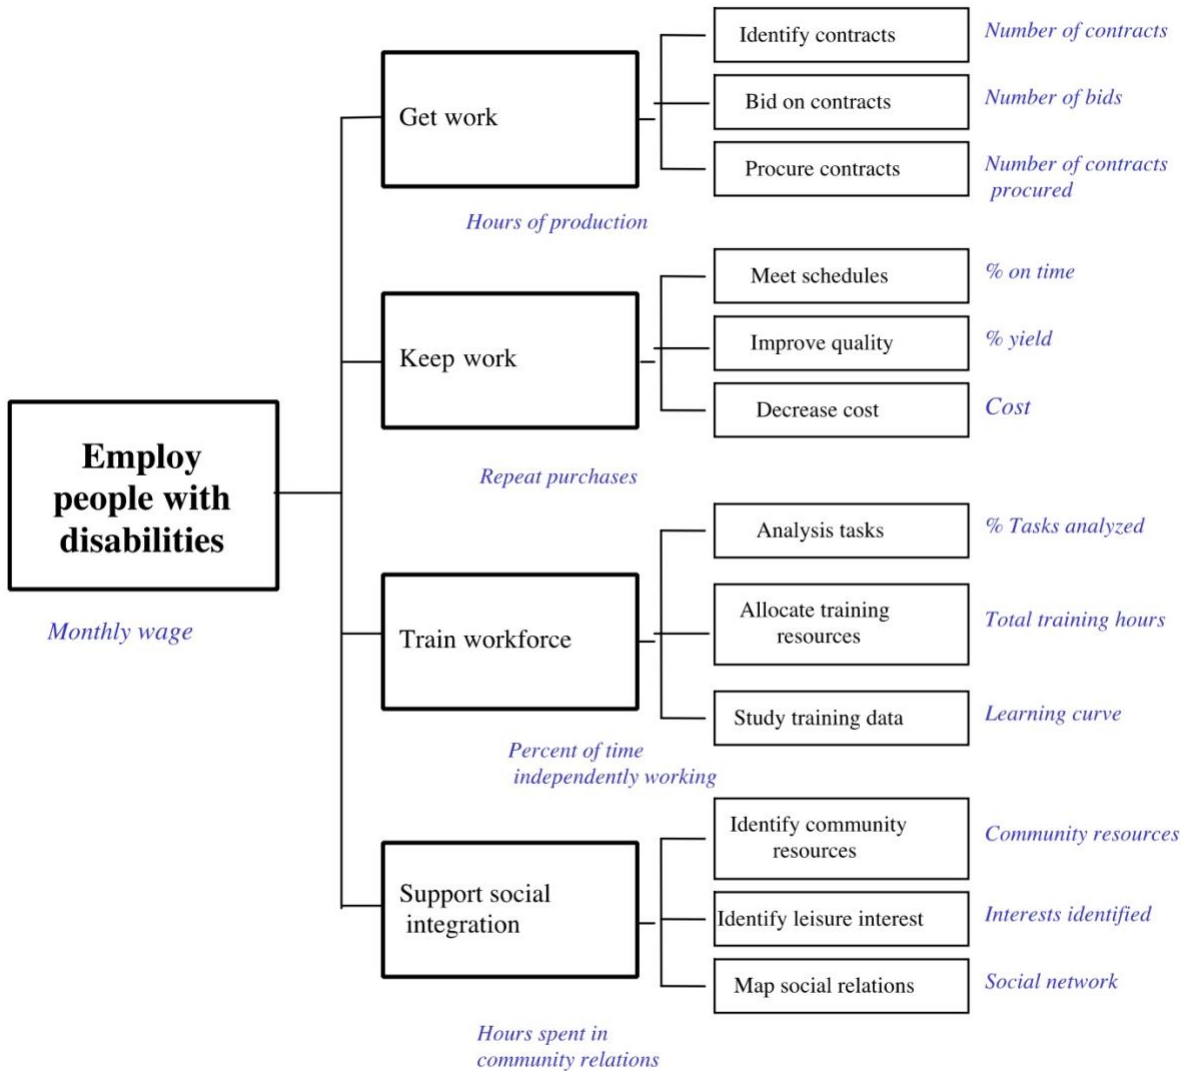 Employ
people with
disabilities
Monthly wage
Get work
Hours of production
Identify contracts
Number of contracts
Bid on contracts
Number of bids
Procure contracts
Number of contracts
procured
Keep work
Repeat purchases
Meet schedules
% on time
Improve quality
% yield
Decrease cost
Cost
Train workforce
Percent of time
independently working
Analysis tasks
% Tasks analyzed
Allocate training
resources
Total training hours
Study training data
Learning curve
Support social
integration
Hours spent in
community relations
Identify community
resources
Community resources
Identify leisure interest
Interests identified
Map social relations
Social network